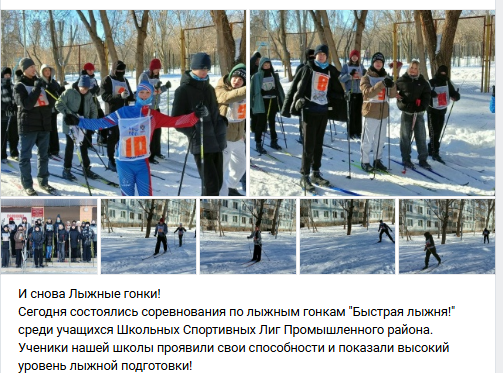 10
И снова Лыжные гонки!
Сегодня состоялись соревнования по лыжным гонкам "Быстрая лыжня!"
среди учащихся Школьных Спортивных Лиг Промышленного района.
Ученики нашей школы проявили свои способности и показали высокий
уровень лыжной подготовки!